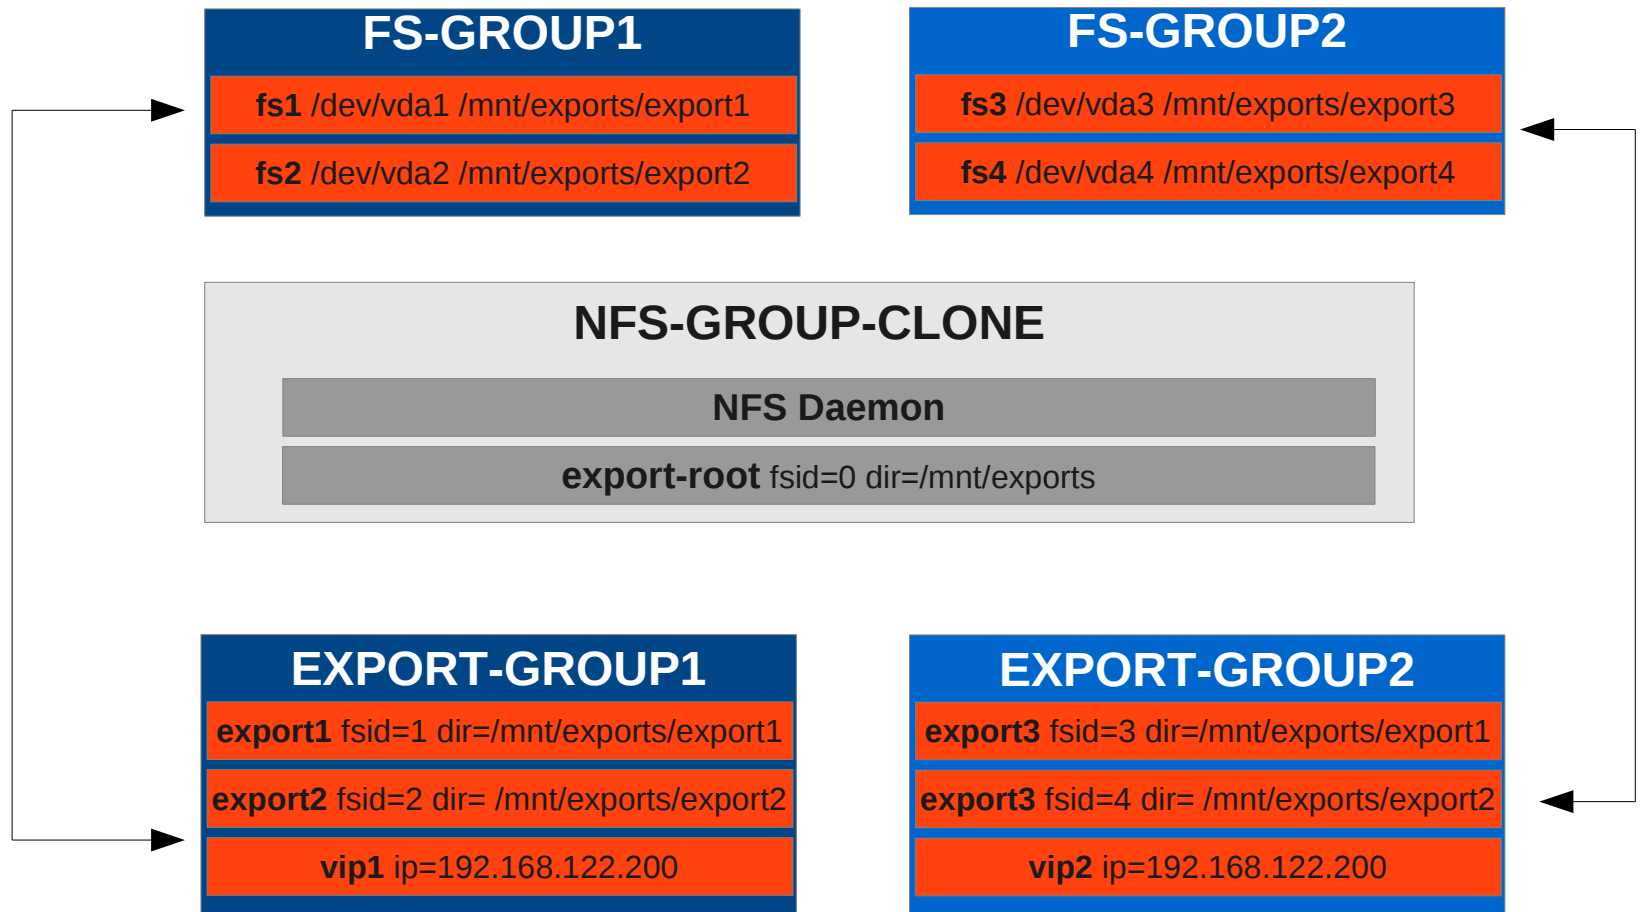 FS-GROUP1
fs1 /dev/vda1 /mnt/exports/export1
fs2 /dev/vda2 /mnt/exports/export2
FS-GROUP2
fs3 /dev/vda3 /mnt/exports/export3
fs4 /dev/vda4 /mnt/exports/export4
NFS-GROUP-CLONE
NFS Daemon
export-root fsid=0 dir=/mnt/exports
EXPORT-GROUP1
export1 fsid=1 dir=/mnt/exports/export1
export2 fsid=2 dir= /mnt/exports/export2
vip1 ip=192.168.122.200
EXPORT-GROUP2
export3 fsid=3 dir=/mnt/exports/export1
export3 fsid=4 dir= /mnt/exports/export2
vip2 ip=192.168.122.200